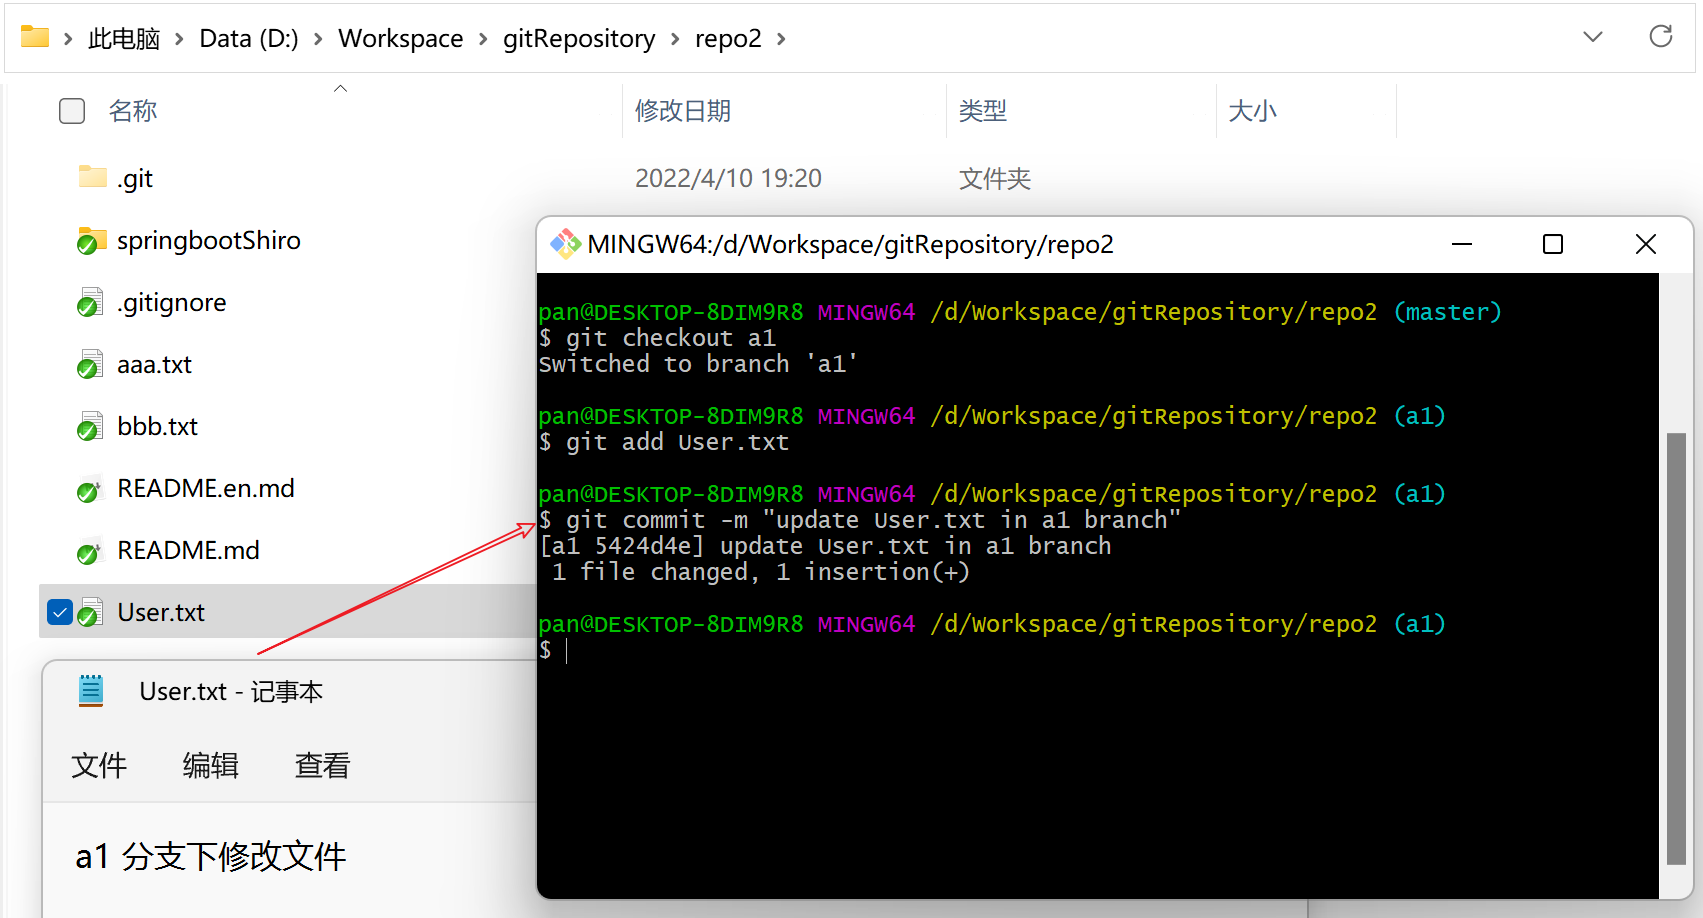 此电脑 > Data (D:) > Workspace > gitRepository > repo2 >
名称 修改日期 类型 大小
.git 2022/4/10 19:20 文件夹
springbootShiro
.gitignore
aaa.txt
bbb.txt
README.en.md
README.md
User.txt
MINGW64:/d/Workspace/gitRepository/repo2
pan@DESKTOP-8DIM9R8 MINGW64 /d/Workspace/gitRepository/repo2 (master)
$ git checkout a1
Switched to branch 'a1'
pan@DESKTOP-8DIM9R8 MINGW64 /d/Workspace/gitRepository/repo2 (a1)
$ git add User.txt
pan@DESKTOP-8DIM9R8 MINGW64 /d/Workspace/gitRepository/repo2 (a1)
$ git commit -m "update User.txt in a1 branch"
[a1 5424d4e] update User.txt in a1 branch
1 file changed, 1 insertion(+)
pan@DESKTOP-8DIM9R8 MINGW64 /d/Workspace/gitRepository/repo2 (a1)
$
User.txt - 记事本
文件 编辑 查看
a1 分支下修改文件